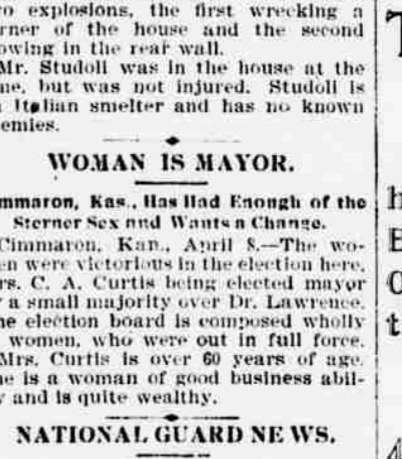 ro explosions, the first wrecking a
rner of the house and the second
owing in the rear wall.
Mr. Studoli was in the house at the
ne, but was not injured. Studoli is
n Italian smelter and has no known
emies.
WOMAN IS MAYOR.
mmaron, Kas., Has Had Enough of the
Sterner Sex and Wants a Change.
Cimmaron, Kan., April 8.—The wo-
en were victorious in the election here,
rs. C. A. Curtis being elected mayor
y a small majority over Dr. Lawrence.
he election board is composed wholly
women, who were out in full force.
Mrs. Curtis is over 60 years of age.
he is a woman of good business abil-
y and is quite wealthy.
NATIONAL GUARD NEWS.